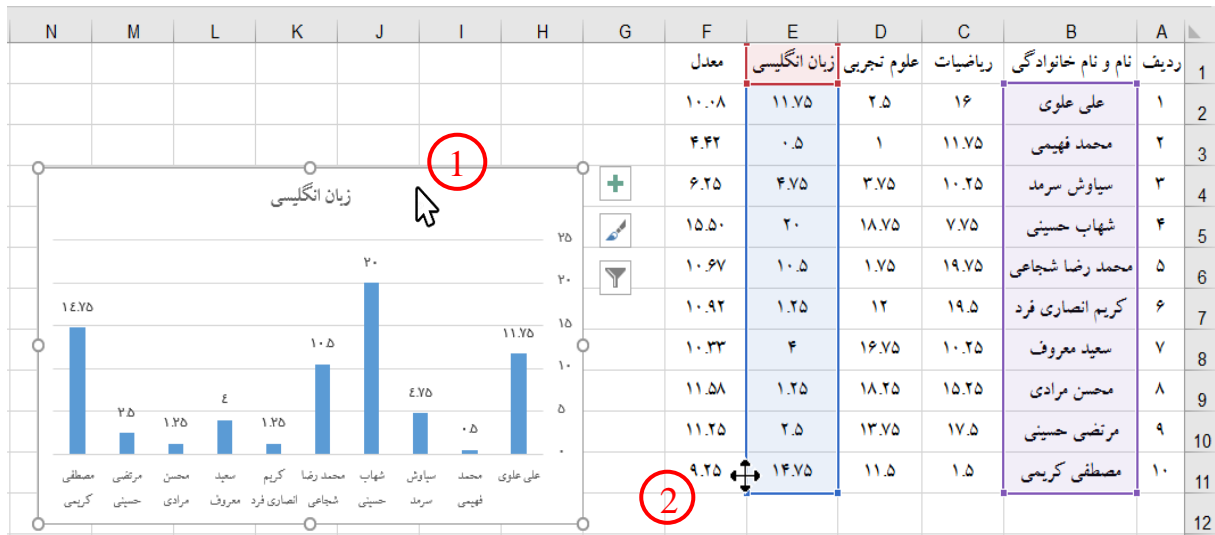 A B C D E F G H I J K L M N
1 ردیف نام و نام خانوادگی ریاضیات علوم تجربی زبان انگلیسی معدل
2 ۱ علی علوی ۱۶ ۲.۵ ۱۱.۷۵ ۱۰.۰۸
3 ۲ محمد فهیمی ۱۱.۷۵ ۱ ۰.۵ ۴.۴۲
4 ۳ سیاوش سرمد ۱۰.۲۵ ۳.۷۵ ۴.۷۵ ۶.۲۵
5 ۴ شهاب حسینی ۷.۷۵ ۱۸.۷۵ ۲۰ ۱۵.۵۰
6 ۵ محمد رضا شجاعی ۱۹.۷۵ ۱.۷۵ ۱۰.۵ ۱۰.۶۷
7 ۶ کریم انصاری فرد ۱۹.۵ ۱۲ ۱.۲۵ ۱۰.۹۲
8 ۷ سعید معروف ۱۰.۲۵ ۱۶.۷۵ ۴ ۱۰.۳۳
9 ۸ محسن مرادی ۱۵.۲۵ ۱۸.۲۵ ۱.۲۵ ۱۱.۵۸
10 ۹ مرتضی حسینی ۱۷.۵ ۱۳.۷۵ ۲.۵ ۱۱.۲۵
11 ۱۰ مصطفی کریمی ۱.۵ ۱۱.۵ ۱۴.۷۵ ۹.۲۵
12
1
2
زبان انگلیسی
۲۵
۲۰
۱۵
۱۰
۵
۰
۱۱.۷۵ ۰.۵ ٤.۷۵ ۲۰ ۱۰.۵ ۱.۲۵ ٤ ۱.۲۵ ۲.۵ ۱٤.۷۵
علی علوی محمد سیاوش شهاب محمد رضا کریم سعید محسن مرتضی مصطفی
فهیمی سرمد حسینی شجاعی انصاری فرد معروف مرادی حسینی کریمی